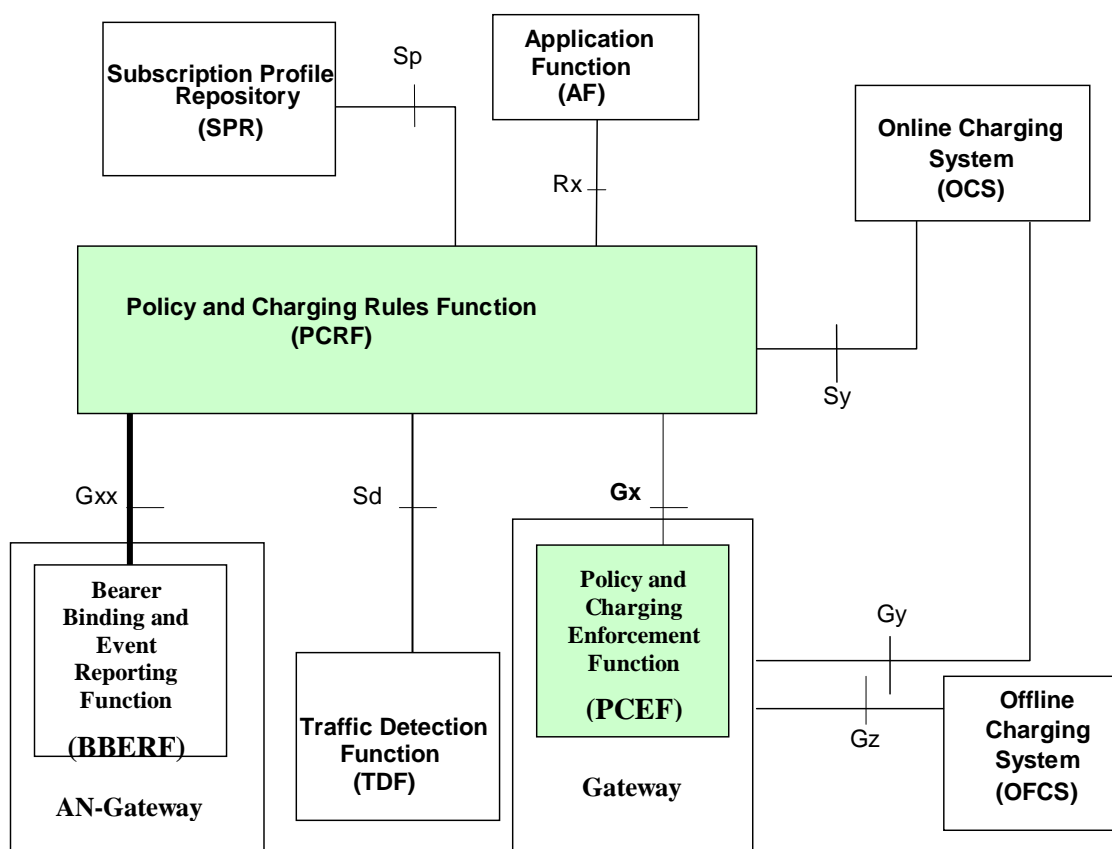 Subscription Profile
Repository
(SPR)
Sp
Application
Function
(AF)
Rx
Online Charging
System
(OCS)
Policy and Charging Rules Function
(PCRF)
Sy
Gxx
Sd
Gx
Bearer
Binding and
Event
Reporting
Function
(BBERF)
AN-Gateway
Traffic Detection
Function
(TDF)
Policy and
Charging
Enforcement
Function
(PCEF)
Gateway
Gy
Gz
Offline
Charging
System
(OFCS)